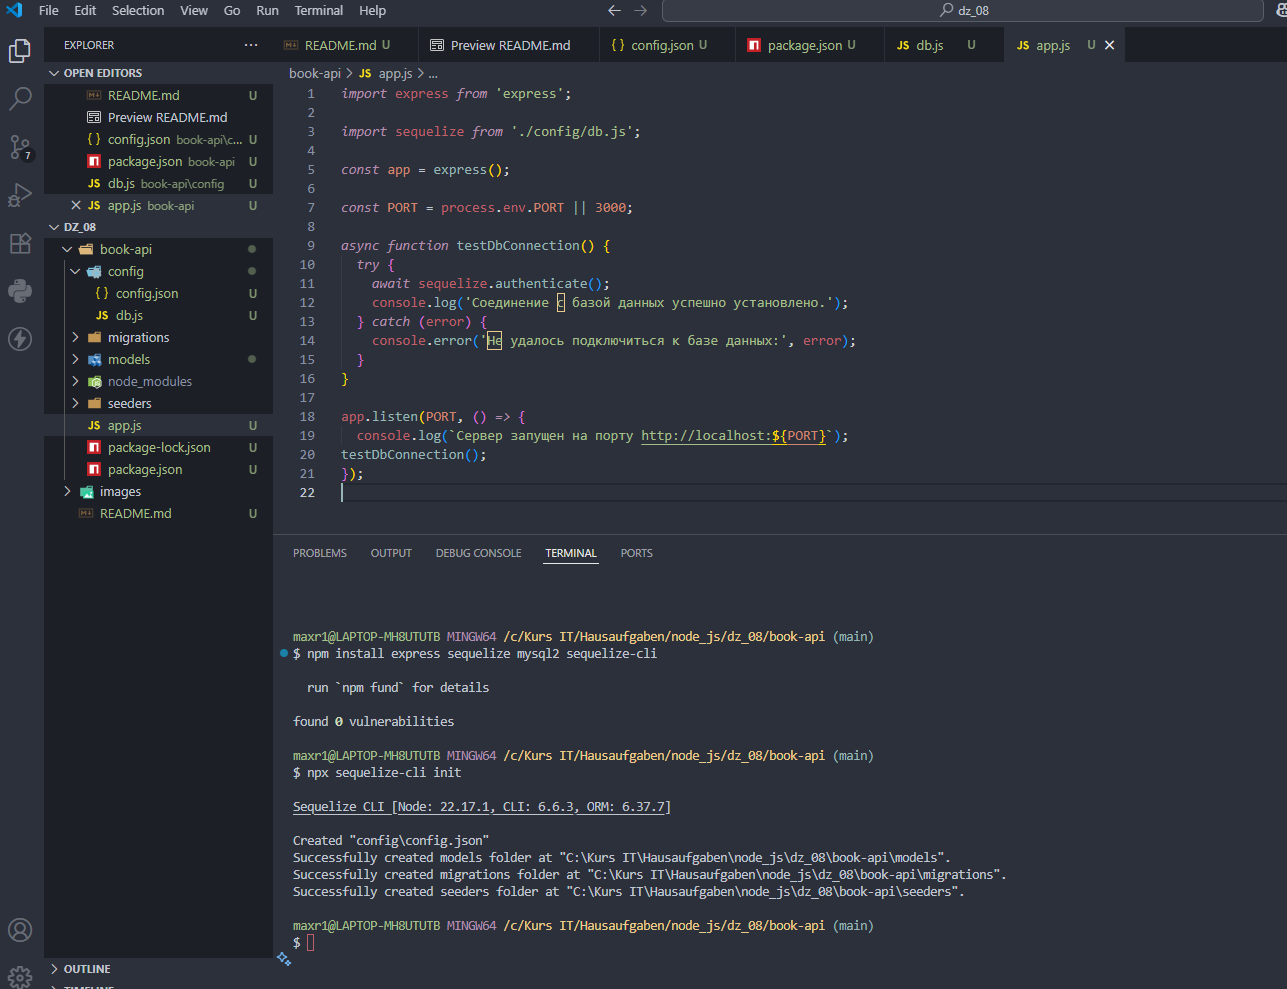 File Edit Selection View Go Run Terminal Help
dz_08
EXPLORER ...
README.md U
Preview README.md
{ } config.json U
package.json U
JS db.js U
JS app.js U
OPEN EDITORS
README.md U
Preview README.md
{ } config.json book-api\c... U
package.json book-api U
JS db.js book-api\config U
JS app.js book-api U
DZ_08
book-api
config
{ } config.json U
JS db.js U
migrations
models
node_modules
seeders
JS app.js U
package-lock.json U
package.json U
images
README.md U
OUTLINE
TIMELINE
7
book-api > JS app.js > ...
1 import express from 'express';
2
3 import sequelize from './config/db.js';
4
5 const app = express();
6
7 const PORT = process.env.PORT || 3000;
8
9 async function testDbConnection() {
10 try {
11 await sequelize.authenticate();
12 console.log('Соединение с базой данных успешно установлено.');
13 } catch (error) {
14 console.error('Не удалось подключиться к базе данных:', error);
15 }
16 }
17
18 app.listen(PORT, () => {
19 console.log(`Сервер запущен на порту http://localhost:${PORT}`);
20 testDbConnection();
21 });
22
PROBLEMS OUTPUT DEBUG CONSOLE TERMINAL PORTS
maxr1@LAPTOP-MH8UTUTB MINGW64 /c/Kurs IT/Hausaufgaben/node_js/dz_08/book-api (main)
$ npm install express sequelize mysql2 sequelize-cli
run `npm fund` for details
found 0 vulnerabilities
maxr1@LAPTOP-MH8UTUTB MINGW64 /c/Kurs IT/Hausaufgaben/node_js/dz_08/book-api (main)
$ npx sequelize-cli init
Sequelize CLI [Node: 22.17.1, CLI: 6.6.3, ORM: 6.37.7]
Created "config\config.json"
Successfully created models folder at "C:\Kurs IT\Hausaufgaben\node_js\dz_08\book-api\models".
Successfully created migrations folder at "C:\Kurs IT\Hausaufgaben\node_js\dz_08\book-api\migrations".
Successfully created seeders folder at "C:\Kurs IT\Hausaufgaben\node_js\dz_08\book-api\seeders".
maxr1@LAPTOP-MH8UTUTB MINGW64 /c/Kurs IT/Hausaufgaben/node_js/dz_08/book-api (main)
$